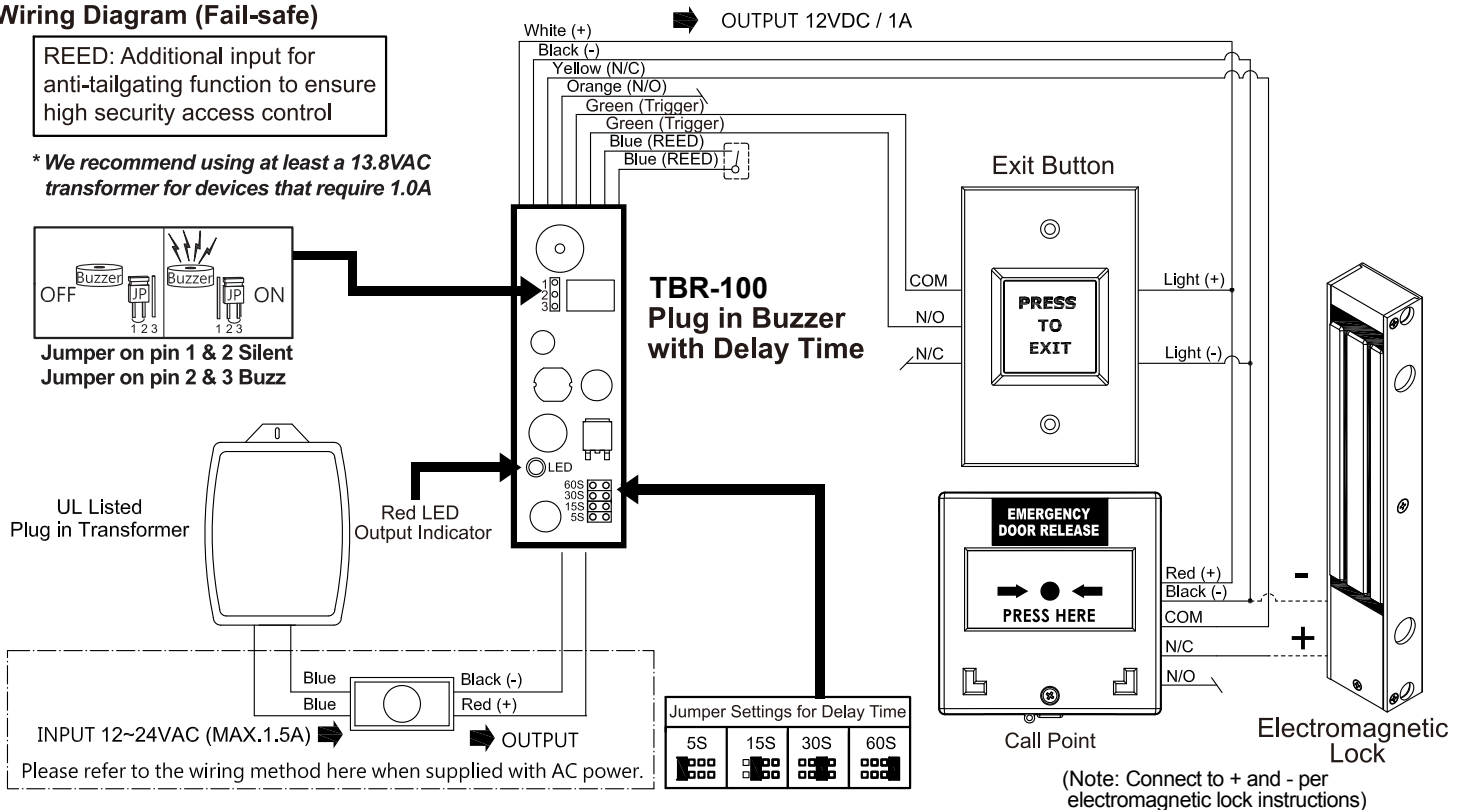 Wiring Diagram (Fail-safe)
REED: Additional input for
anti-tailgating function to ensure
high security access control
* We recommend using at least a 13.8VAC
transformer for devices that require 1.0A
OUTPUT 12VDC / 1A
White (+)
Black (-)
Yellow (N/C)
Orange (N/O)
Green (Trigger)
Green (Trigger)
Blue (REED)
Blue (REED)
OFF
Buzzer
JP
1 2 3
Buzzer
JP
1 2 3
ON
Jumper on pin 1 & 2 Silent
Jumper on pin 2 & 3 Buzz
1
2
3
TBR-100
Plug in Buzzer
with Delay Time
LED
60S
30S
15S
5S
Red LED
Output Indicator
UL Listed
Plug in Transformer
Blue
Blue
Black (-)
Red (+)
INPUT 12~24VAC (MAX.1.5A)
OUTPUT
Please refer to the wiring method here when supplied with AC power.
Jumper Settings for Delay Time
5S 15S 30S 60S
Exit Button
COM
N/O
N/C
PRESS
TO
EXIT
Light (+)
Light (-)
EMERGENCY
DOOR RELEASE
PRESS HERE
Red (+)
Black (-)
COM
N/C
N/O
Call Point
-
+
Electromagnetic
Lock
(Note: Connect to + and - per
electromagnetic lock instructions)